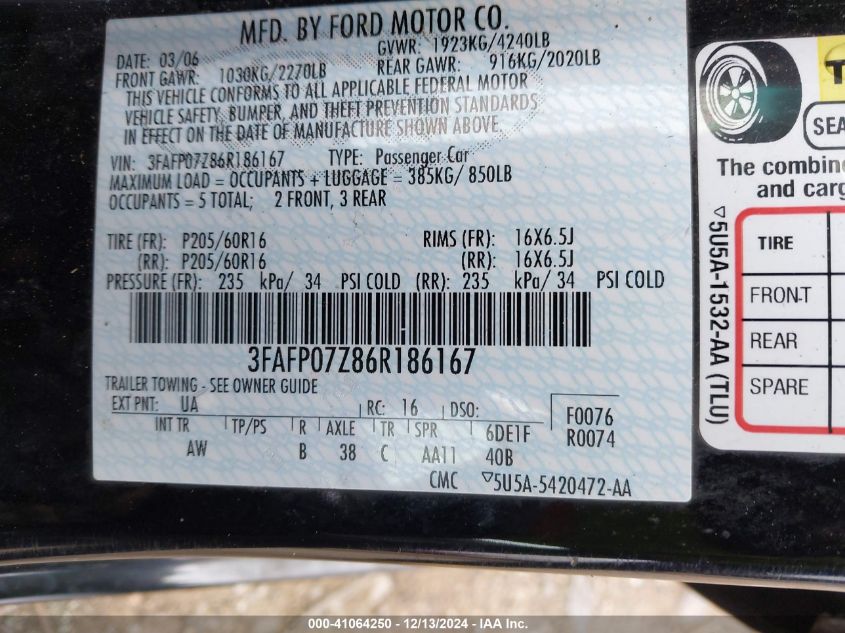 MFD. BY FORD MOTOR CO.
DATE: 03/06 GVWR: 1923KG/4240LB
FRONT GAWR: 1030KG/2270LB REAR GAWR: 916KG/2020LB
THIS VEHICLE CONFORMS TO ALL APPLICABLE FEDERAL MOTOR
VEHICLE SAFETY, BUMPER, AND THEFT PREVENTION STANDARDS
IN EFFECT ON THE DATE OF MANUFACTURE SHOWN ABOVE.
VIN: 3FAFP07Z86R186167 TYPE: Passenger Car
MAXIMUM LOAD = OCCUPANTS + LUGGAGE = 385KG/ 850LB
OCCUPANTS = 5 TOTAL; 2 FRONT, 3 REAR
TIRE (FR): P205/60R16 RIMS (FR): 16X6.5J
(RR): P205/60R16 (RR): 16X6.5J
PRESSURE (FR): 235 kPa/ 34 PSI COLD (RR): 235 kPa/ 34 PSI COLD
3FAFP07Z86R186167
TRAILER TOWING - SEE OWNER GUIDE
EXT PNT: UA RC: 16 DSO: F0076
INT TR TP/PS R AXLE TR SPR 6DE1F R0074
AW B 38 C AA11 40B
CMC 5U5A-5420472-AA
T
SEA
The combin
and carg
TIRE
FRONT
REAR
SPARE
5U5A-1532-AA (TLU)
000-41064250 - 12/13/2024 - IAA Inc.